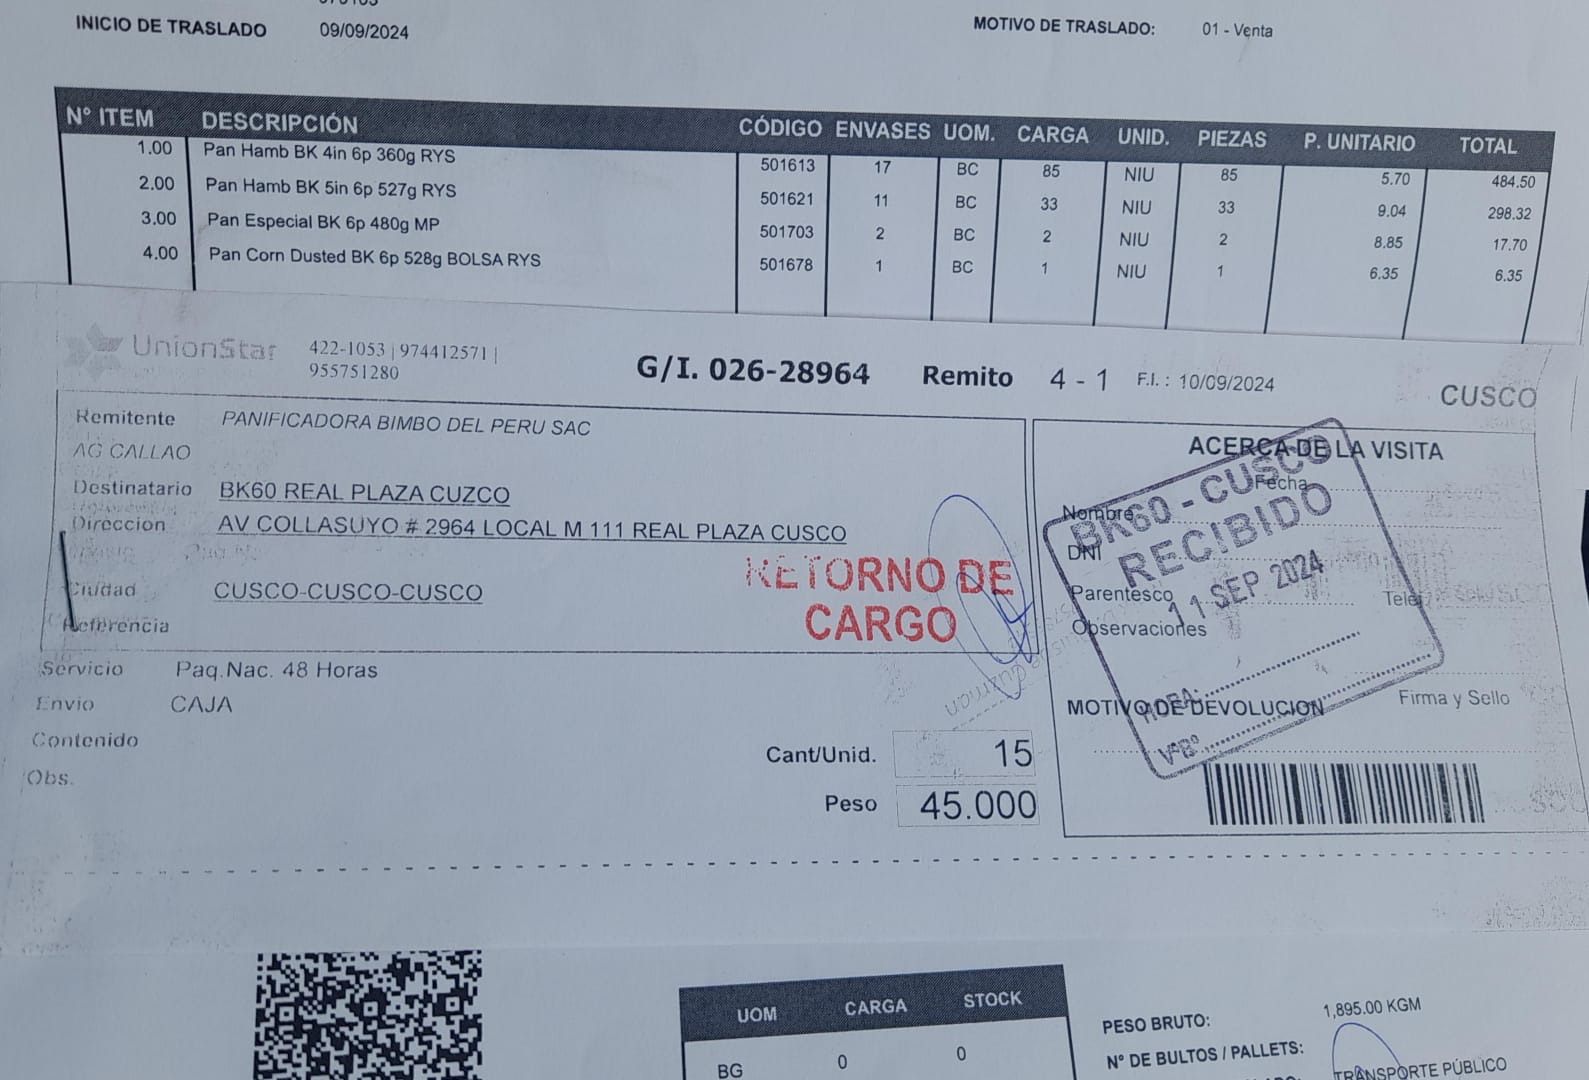 INICIO DE TRASLADO 09/09/2024 MOTIVO DE TRASLADO: 01 - Venta
N° ITEM DESCRIPCIÓN CÓDIGO ENVASES UOM. CARGA UNID. PIEZAS P. UNITARIO TOTAL
1.00 Pan Hamb BK 4in 6p 360g RYS 501613 17 BC 85 NIU 85 5.70 484.50
2.00 Pan Hamb BK 5in 6p 527g RYS 501621 11 BC 33 NIU 33 9.04 298.32
3.00 Pan Especial BK 6p 480g MP 501703 2 BC 2 NIU 2 8.85 17.70
4.00 Pan Corn Dusted BK 6p 528g BOLSA RYS 501678 1 BC 1 NIU 1 6.35 6.35
UnionStar 422-1053 | 974412571 |
955751280
G/I. 026-28964 Remito 4 - 1 F.I. : 10/09/2024 CUSCO
Remitente PANIFICADORA BIMBO DEL PERU SAC
AG CALLAO
Destinatario BK60 REAL PLAZA CUZCO
Direccion AV COLLASUYO # 2964 LOCAL M 111 REAL PLAZA CUSCO
Ciudad CUSCO-CUSCO-CUSCO
Referencia
RETORNO DE
CARGO
Servicio Paq.Nac. 48 Horas
Envio CAJA
Contenido
Obs.
Cant/Unid. 15
Peso 45.000
ACERCA DE LA VISITA
Fecha
Nombre
DNI
Parentesco Telef
Observaciones
MOTIVO DE DEVOLUCION Firma y Sello
BK60 - CUSCO
RECIBIDO
11 SEP 2024
HORA:
V°B°
UOM CARGA STOCK
BG 0 0
PESO BRUTO: 1,895.00 KGM
N° DE BULTOS / PALLETS:
TRANSPORTE PÚBLICO